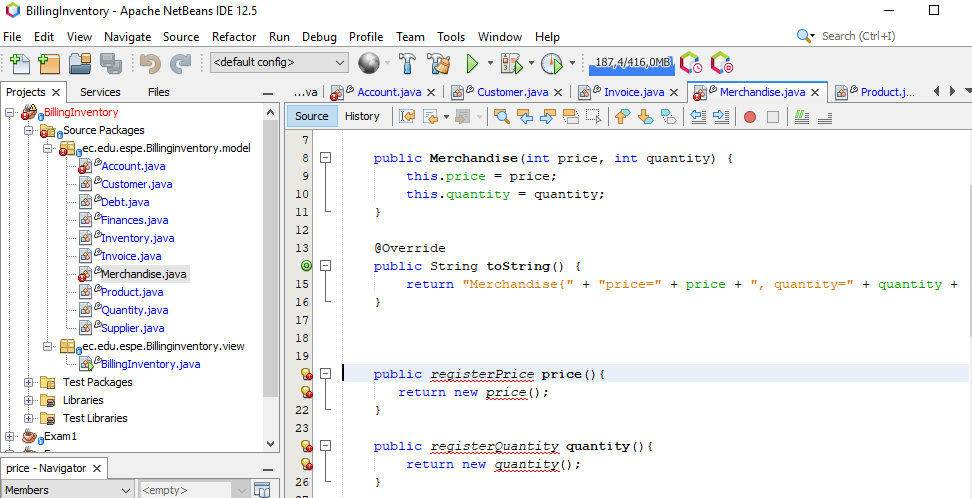 BillingInventory - Apache NetBeans IDE 12.5
File Edit View Navigate Source Refactor Run Debug Profile Team Tools Window Help
Search (Ctrl+I)
<default config>
187,4/416,0MB
Projects Services Files
...va Account.java Customer.java Invoice.java Merchandise.java Product.j...
Source History
BillingInventory
Source Packages
ec.edu.espe.Billinginventory.model
Account.java
Customer.java
Debt.java
Finances.java
Inventory.java
Invoice.java
Merchandise.java
Product.java
Quantity.java
Supplier.java
ec.edu.espe.Billinginventory.view
BillingInventory.java
Test Packages
Libraries
Test Libraries
Exam1
price - Navigator
Members
<empty>
7
8 public Merchandise(int price, int quantity) {
9 this.price = price;
10 this.quantity = quantity;
11 }
12
13 @Override
public String toString() {
15 return "Merchandise{" + "price=" + price + ", quantity=" + quantity +
16 }
17
18
19
public registerPrice price(){
return new price();
22 }
23
public registerQuantity quantity(){
return new quantity();
26 }